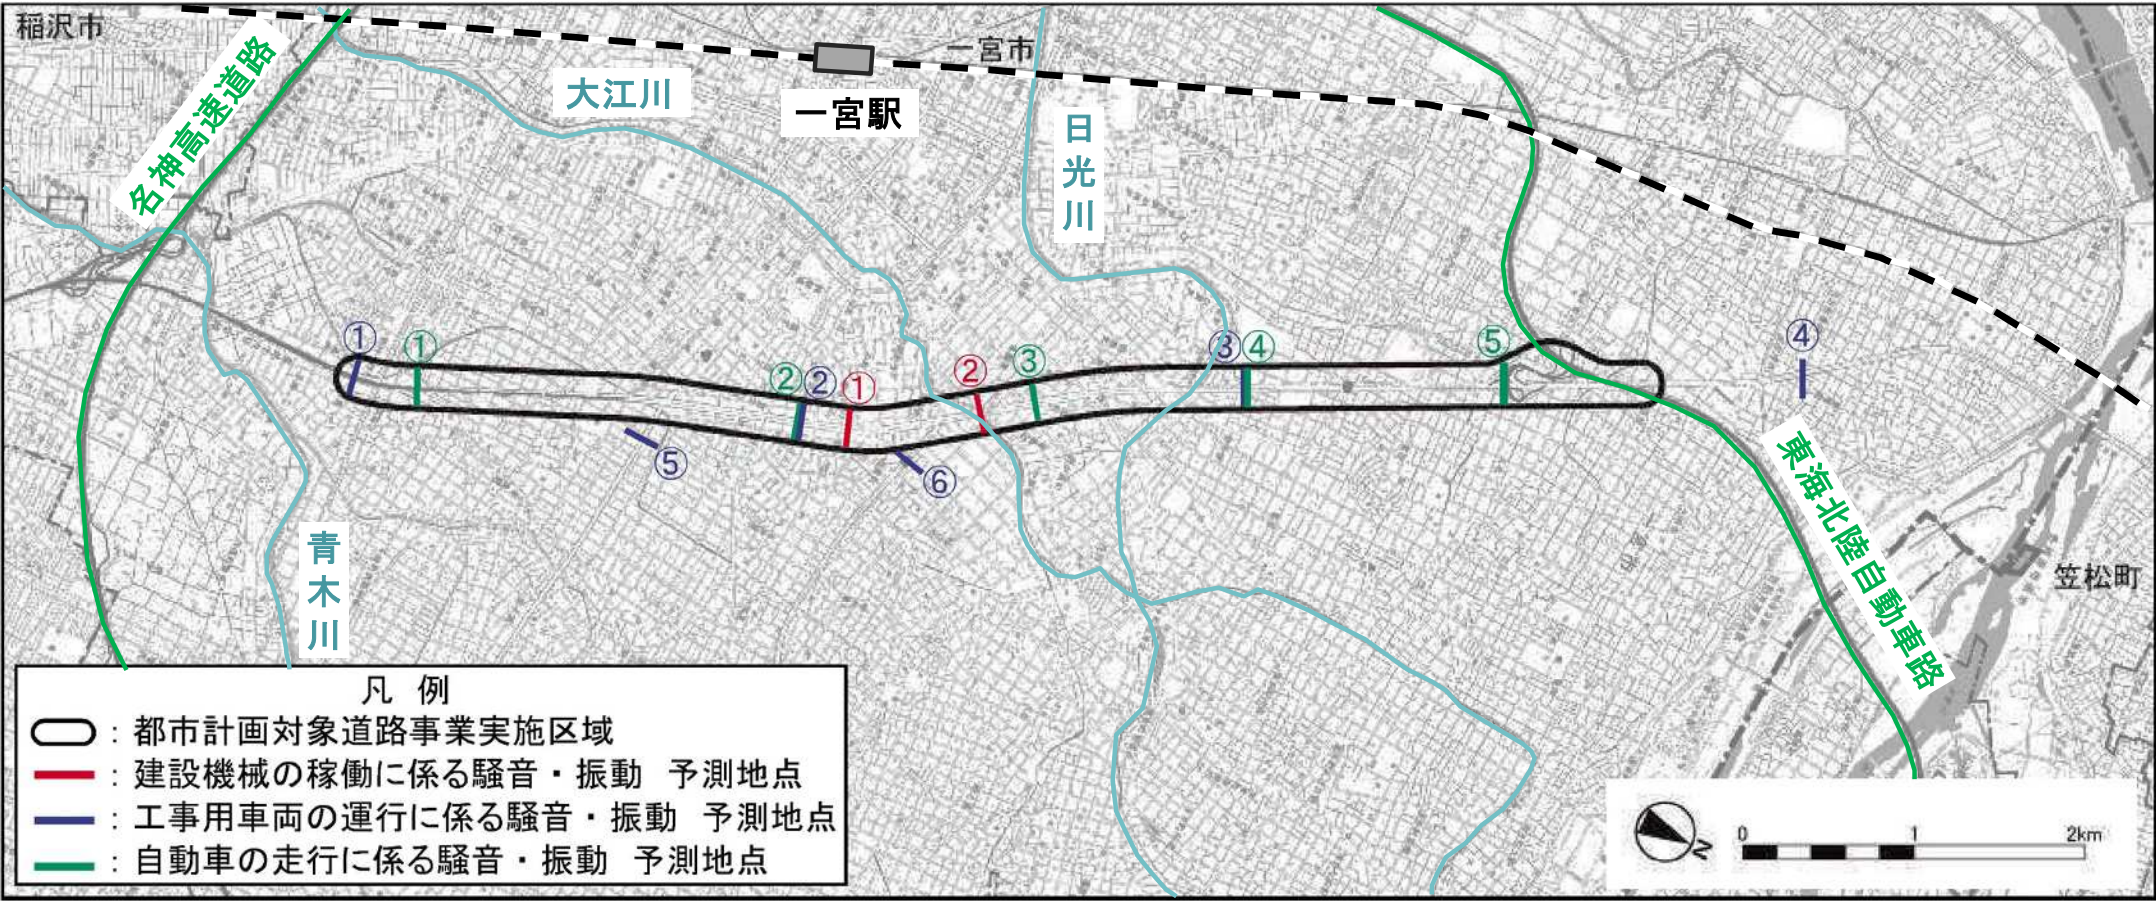 稲沢市
名神高速道路
大江川
一宮市
一宮駅
日光川
① ① ② ② ① ② ③ ③ ④ ⑤ ④
⑤ ⑥
青木川
東海北陸自動車路
笠松町
凡 例
：都市計画対象道路事業実施区域
：建設機械の稼働に係る騒音・振動 予測地点
：工事用車両の運行に係る騒音・振動 予測地点
：自動車の走行に係る騒音・振動 予測地点
N
0 1 2km